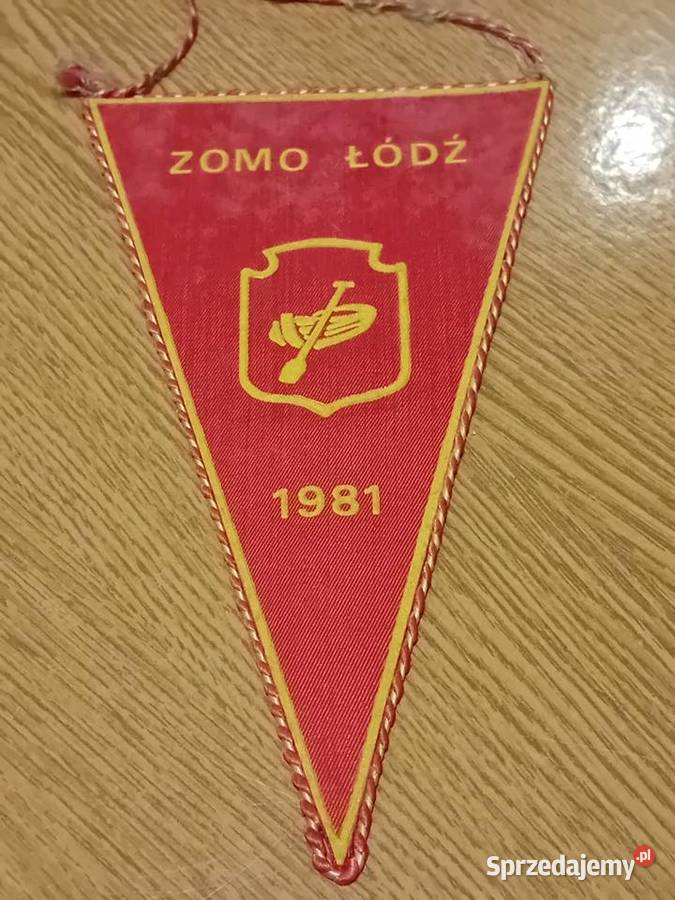 ZOMO ŁÓDŹ
1981
Sprzedajemy.pl